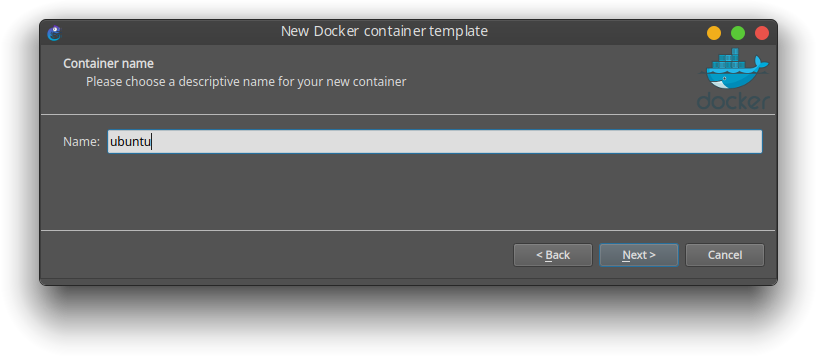 New Docker container template
Container name
Please choose a descriptive name for your new container
docker
Name: ubuntu
< Back Next > Cancel